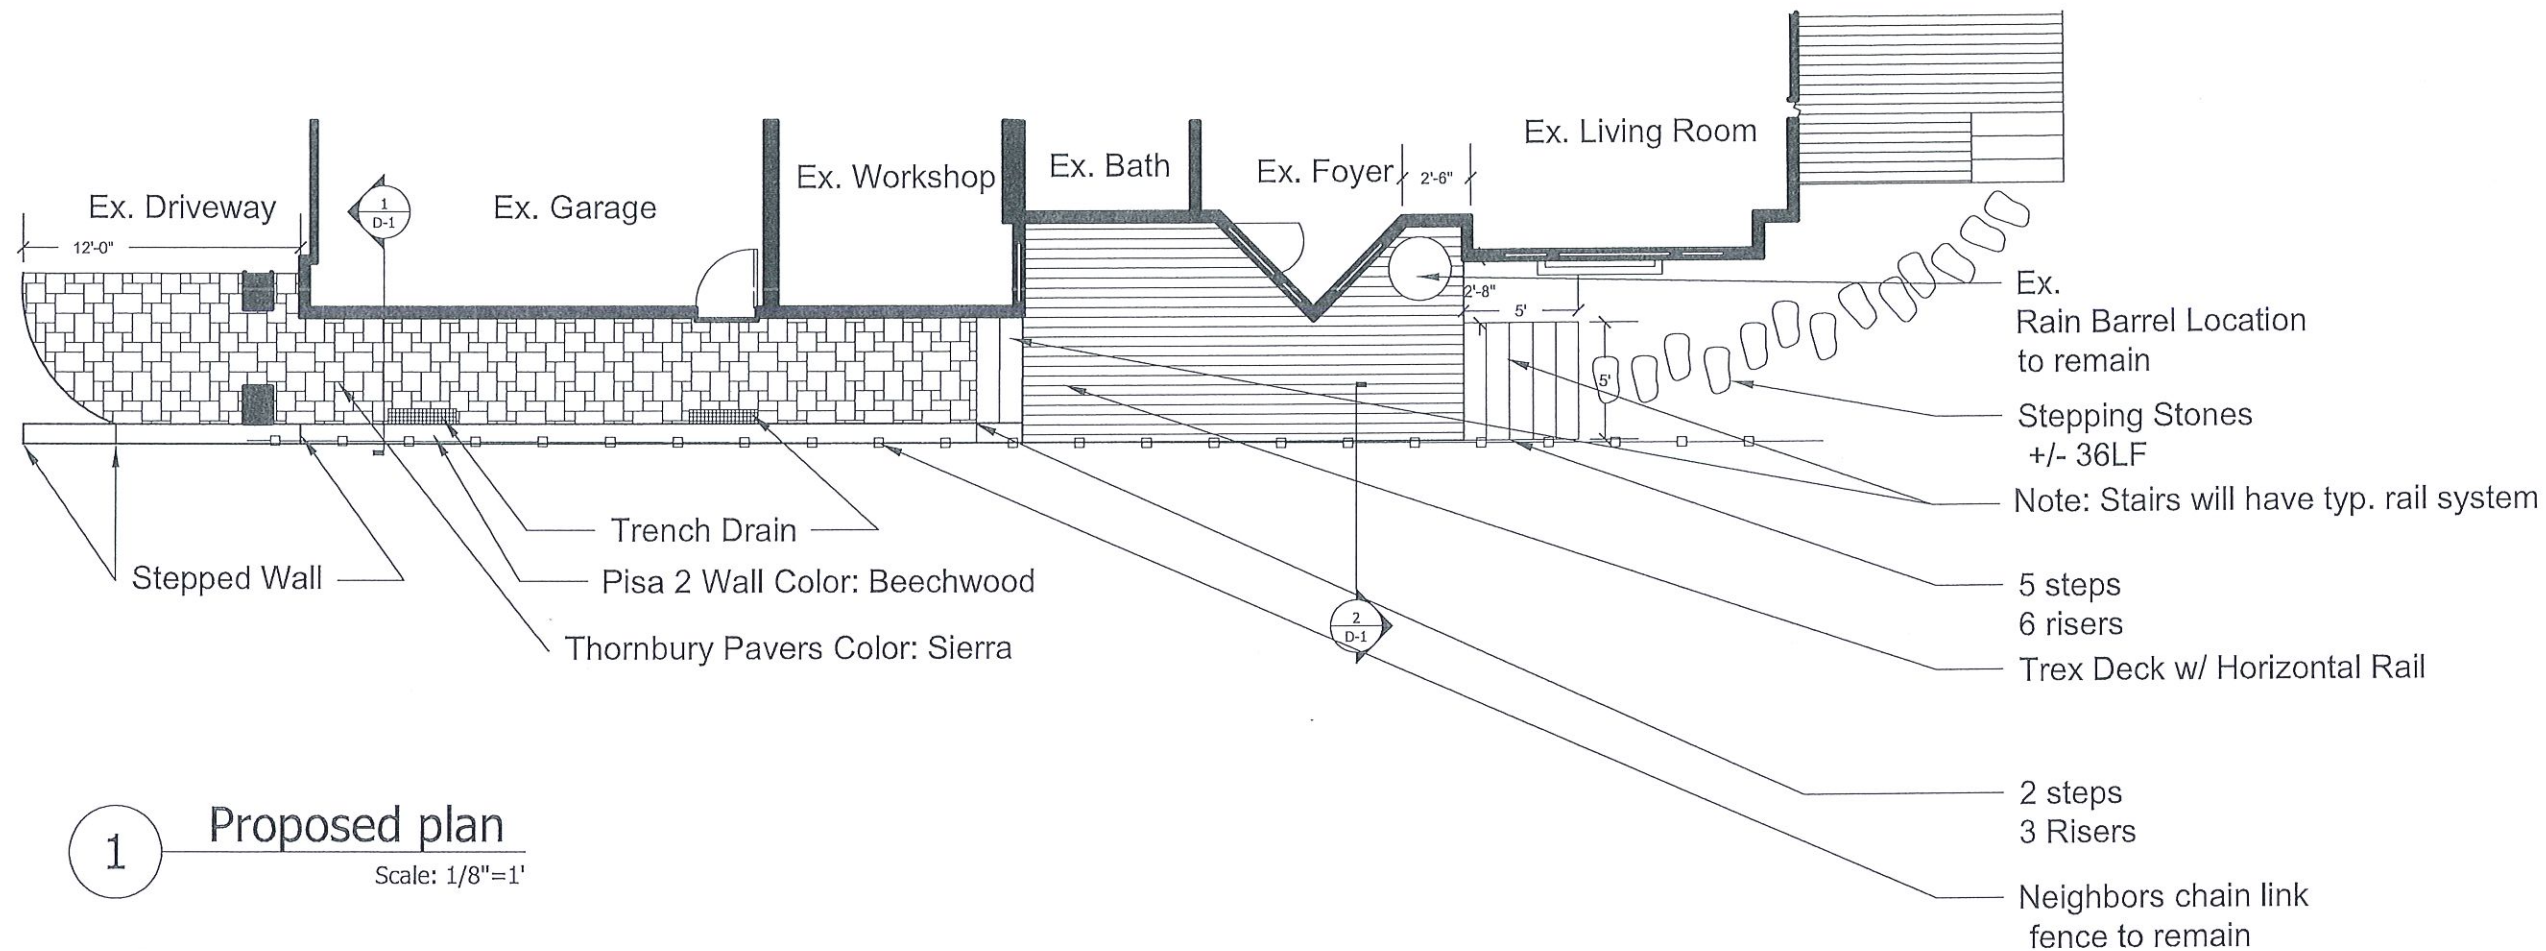 Ex. Driveway
12'-0"
1
D-1
Ex. Garage
Ex. Workshop
Ex. Bath
Ex. Foyer
2'-6"
Ex. Living Room
2'-8"
5'
5'
Ex.
Rain Barrel Location
to remain
Stepping Stones
+/- 36LF
Note: Stairs will have typ. rail system
5 steps
6 risers
Trex Deck w/ Horizontal Rail
2 steps
3 Risers
Neighbors chain link
fence to remain
Trench Drain
Stepped Wall
Pisa 2 Wall Color: Beechwood
Thornbury Pavers Color: Sierra
2
D-1
1
Proposed plan
Scale: 1/8"=1'